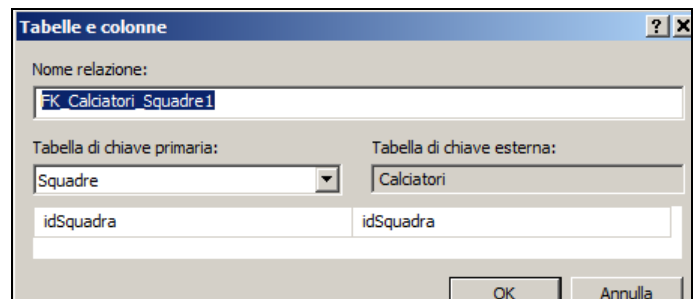 Tabelle e colonne
Nome relazione:
FK_Calciatori_Squadre1
Tabella di chiave primaria: Tabella di chiave esterna:
Squadre Calciatori
idSquadra idSquadra
OK Annulla